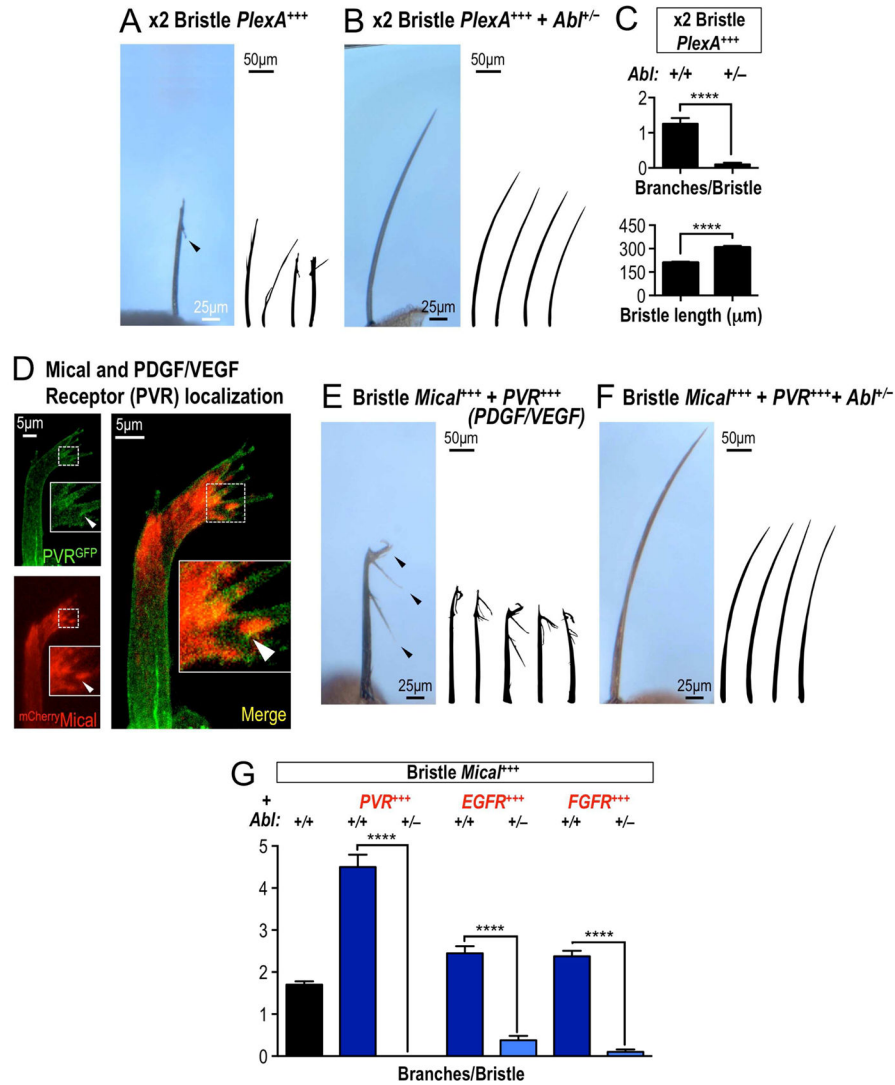 A x2 Bristle PlexA+++
50µm
25µm
B x2 Bristle PlexA+++ + Abl+/–
50µm
25µm
C x2 Bristle
PlexA+++
Abl: +/+ +/–
****
2
1
0
Branches/Bristle
****
450
300
150
0
Bristle length (µm)
D Mical and PDGF/VEGF
Receptor (PVR) localization
5µm
PVRGFP
mCherryMical
5µm
Merge
E Bristle Mical+++ + PVR+++
(PDGF/VEGF)
50µm
25µm
F Bristle Mical+++ + PVR+++ + Abl+/–
50µm
25µm
G Bristle Mical+++
+ PVR+++ EGFR+++ FGFR+++
Abl: +/+ +/+ +/– +/+ +/– +/+ +/–
**** **** ****
5
4
3
2
1
0
Branches/Bristle